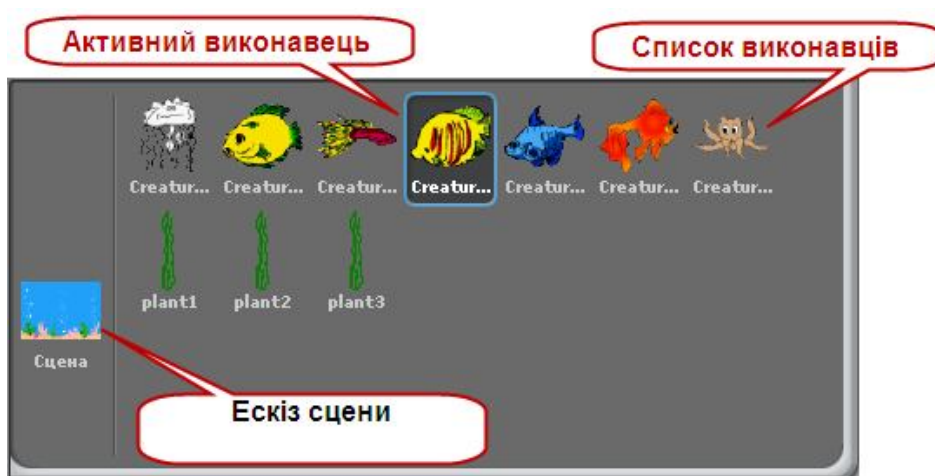 Активний виконавець
Список виконавців
Creatur... Creatur... Creatur... Creatur... Creatur... Creatur... Creatur...
plant1 plant2 plant3
Сцена
Ескіз сцени